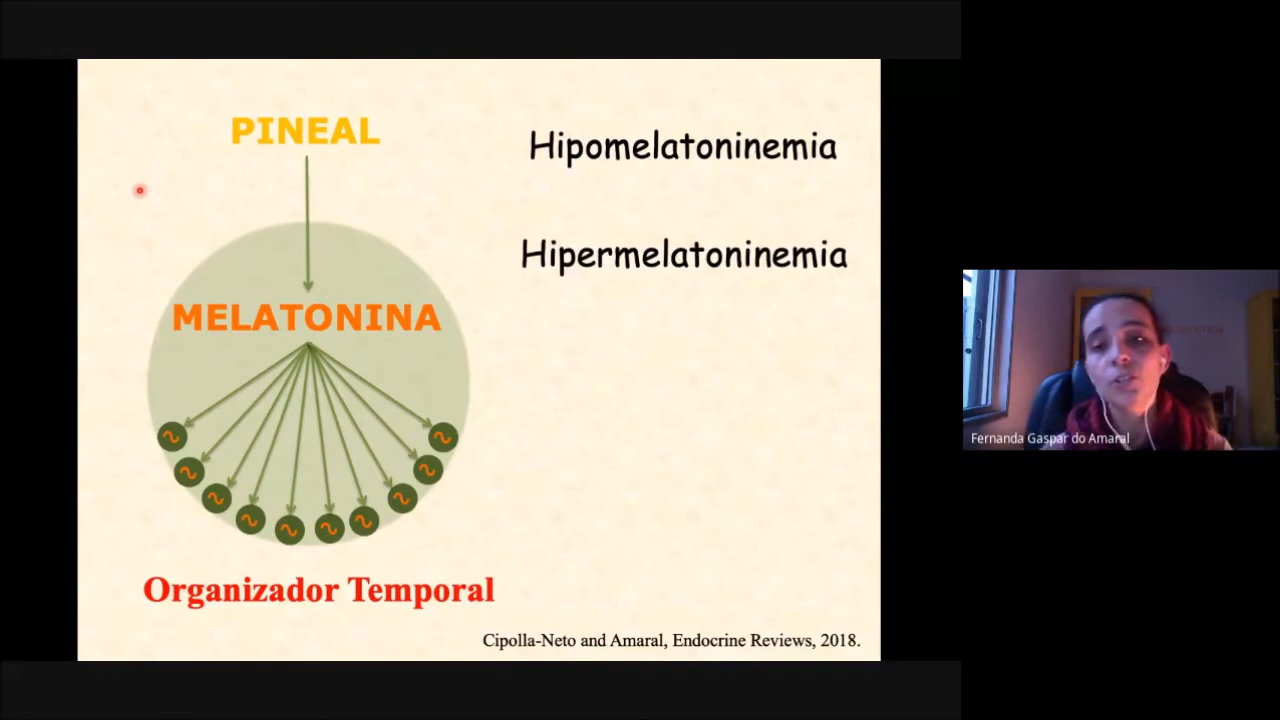 PINEAL
Hipomelatoninemia
Hipermelatoninemia
MELATONINA
Organizador Temporal
Cipolla-Neto and Amaral, Endocrine Reviews, 2018.
Fernanda Gaspar do Amaral